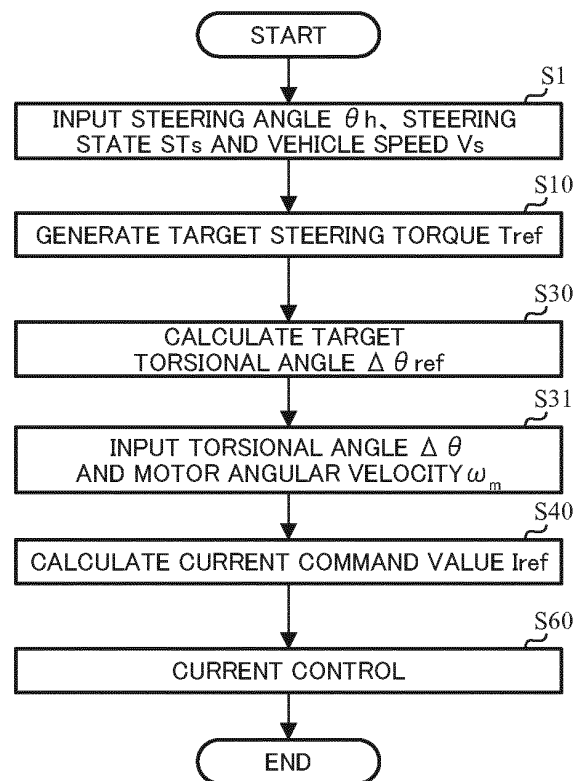 START
S1
INPUT STEERING ANGLE θh、STEERING
STATE STs AND VEHICLE SPEED Vs
S10
GENERATE TARGET STEERING TORQUE Tref
S30
CALCULATE TARGET
TORSIONAL ANGLE Δθref
S31
INPUT TORSIONAL ANGLE Δθ
AND MOTOR ANGULAR VELOCITY ωm
S40
CALCULATE CURRENT COMMAND VALUE Iref
S60
CURRENT CONTROL
END